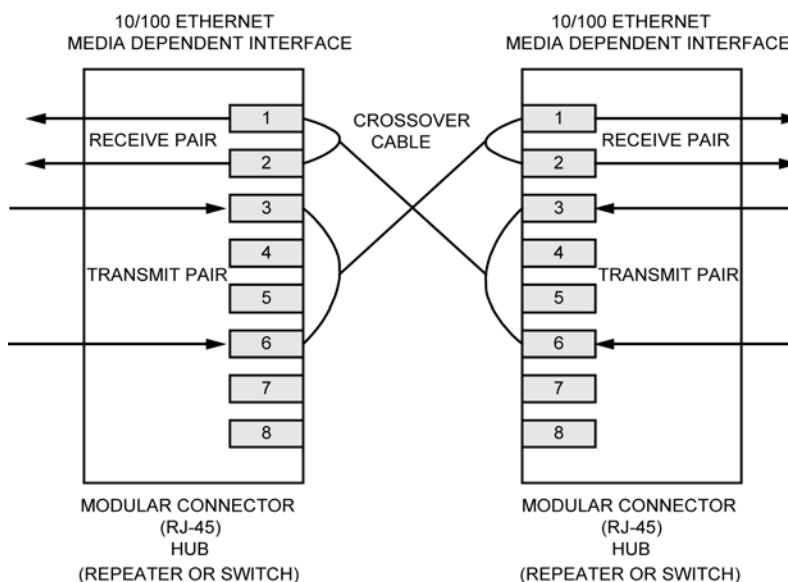 10/100 ETHERNET
MEDIA DEPENDENT INTERFACE
1
RECEIVE PAIR
2
3
4
TRANSMIT PAIR
5
6
7
8
MODULAR CONNECTOR
(RJ-45)
HUB
(REPEATER OR SWITCH)
CROSSOVER
CABLE
10/100 ETHERNET
MEDIA DEPENDENT INTERFACE
1
RECEIVE PAIR
2
3
4
TRANSMIT PAIR
5
6
7
8
MODULAR CONNECTOR
(RJ-45)
HUB
(REPEATER OR SWITCH)